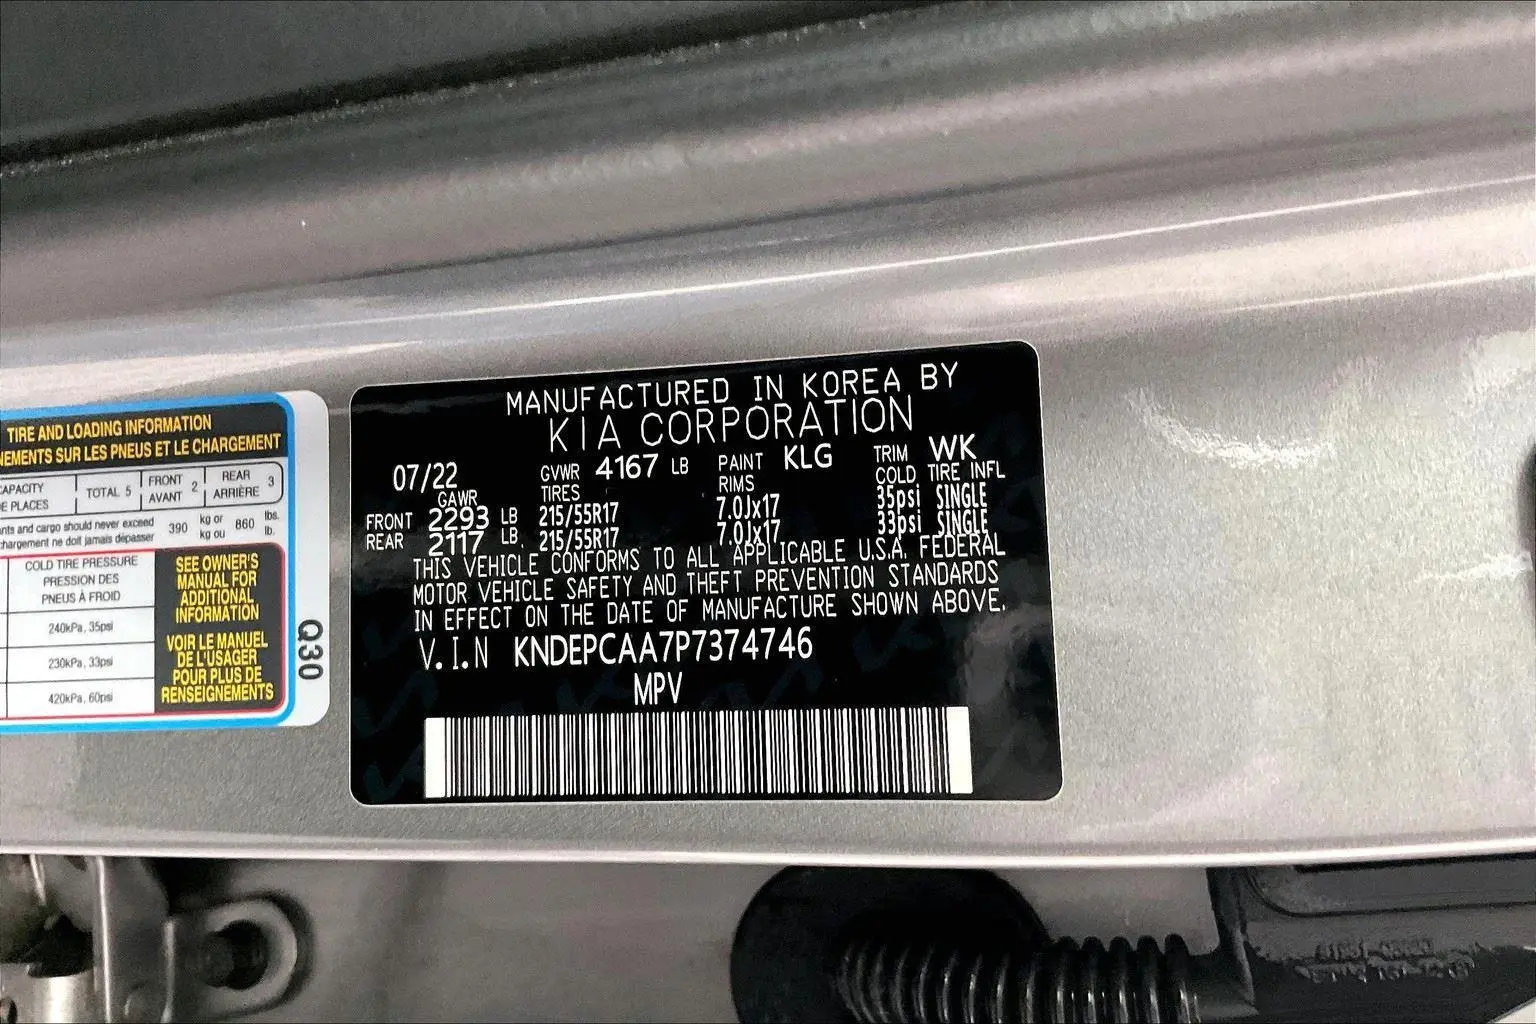 TIRE AND LOADING INFORMATION
NEMENTS SUR LES PNEUS ET LE CHARGEMENT
APACITY
E PLACES
TOTAL 5
FRONT
AVANT 2
REAR
ARRIÈRE 3
nts and cargo should never exceed
hargement ne doit jamais dépasser
390 kg or
kg ou
860 lbs.
lb.
COLD TIRE PRESSURE
PRESSION DES
PNEUS À FROID
240kPa, 35psi
230kPa, 33psi
420kPa, 60psi
SEE OWNER'S
MANUAL FOR
ADDITIONAL
INFORMATION
VOIR LE MANUEL
DE L'USAGER
POUR PLUS DE
RENSEIGNEMENTS
Q30
MANUFACTURED IN KOREA BY
KIA CORPORATION
07/22 GVWR 4167 LB PAINT KLG TRIM WK
GAWR TIRES RIMS COLD TIRE INFL
FRONT 2293 LB 215/55R17 7.0Jx17 35psi SINGLE
REAR 2117 LB. 215/55R17 7.0Jx17 33psi SINGLE
THIS VEHICLE CONFORMS TO ALL APPLICABLE U.S.A. FEDERAL
MOTOR VEHICLE SAFETY AND THEFT PREVENTION STANDARDS
IN EFFECT ON THE DATE OF MANUFACTURE SHOWN ABOVE.
V.I.N KNDEPCAA7P7374746
MPV